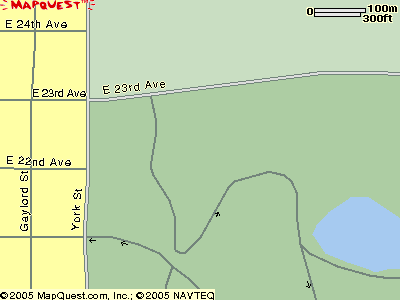 MAPQUEST
TM
E 24th Ave
0 100m
300ft
E 23rd Ave
E 23rd Ave
E 22nd Ave
Gaylord St
York St
©2005 MapQuest.com, Inc.; ©2005 NAVTEQ